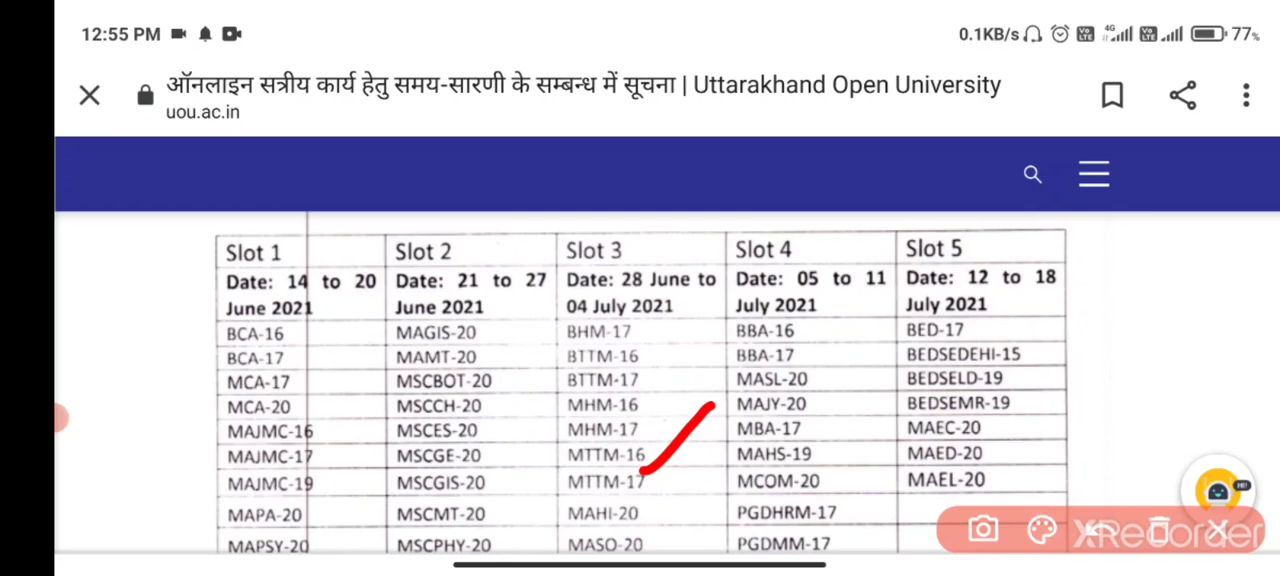 12:55 PM 0.1KB/s 4G Vo LTE Vo LTE 77%
ऑनलाइन सत्रीय कार्य हेतु समय-सारणी के सम्बन्ध में सूचना | Uttarakhand Open University
uou.ac.in
Slot 1 Slot 2 Slot 3 Slot 4 Slot 5
Date: 14 to 20 Date: 21 to 27 Date: 28 June to Date: 05 to 11 Date: 12 to 18
June 2021 June 2021 04 July 2021 July 2021 July 2021
BCA-16 MAGIS-20 BHM-17 BBA-16 BED-17
BCA-17 MAMT-20 BTTM-16 BBA-17 BEDSEDEHI-15
MCA-17 MSCBOT-20 BTTM-17 MASL-20 BEDSELD-19
MCA-20 MSCCH-20 MHM-16 MAJY-20 BEDSEMR-19
MAJMC-16 MSCES-20 MHM-17 MBA-17 MAEC-20
MAJMC-17 MSCGE-20 MTTM-16 MAHS-19 MAED-20
MAJMC-19 MSCGIS-20 MTTM-17 MCOM-20 MAEL-20
MAPA-20 MSCMT-20 MAHI-20 PGDHRM-17
MAPSY-20 MSCPHY-20 MASO-20 PGDMM-17
HI!
XRecorder